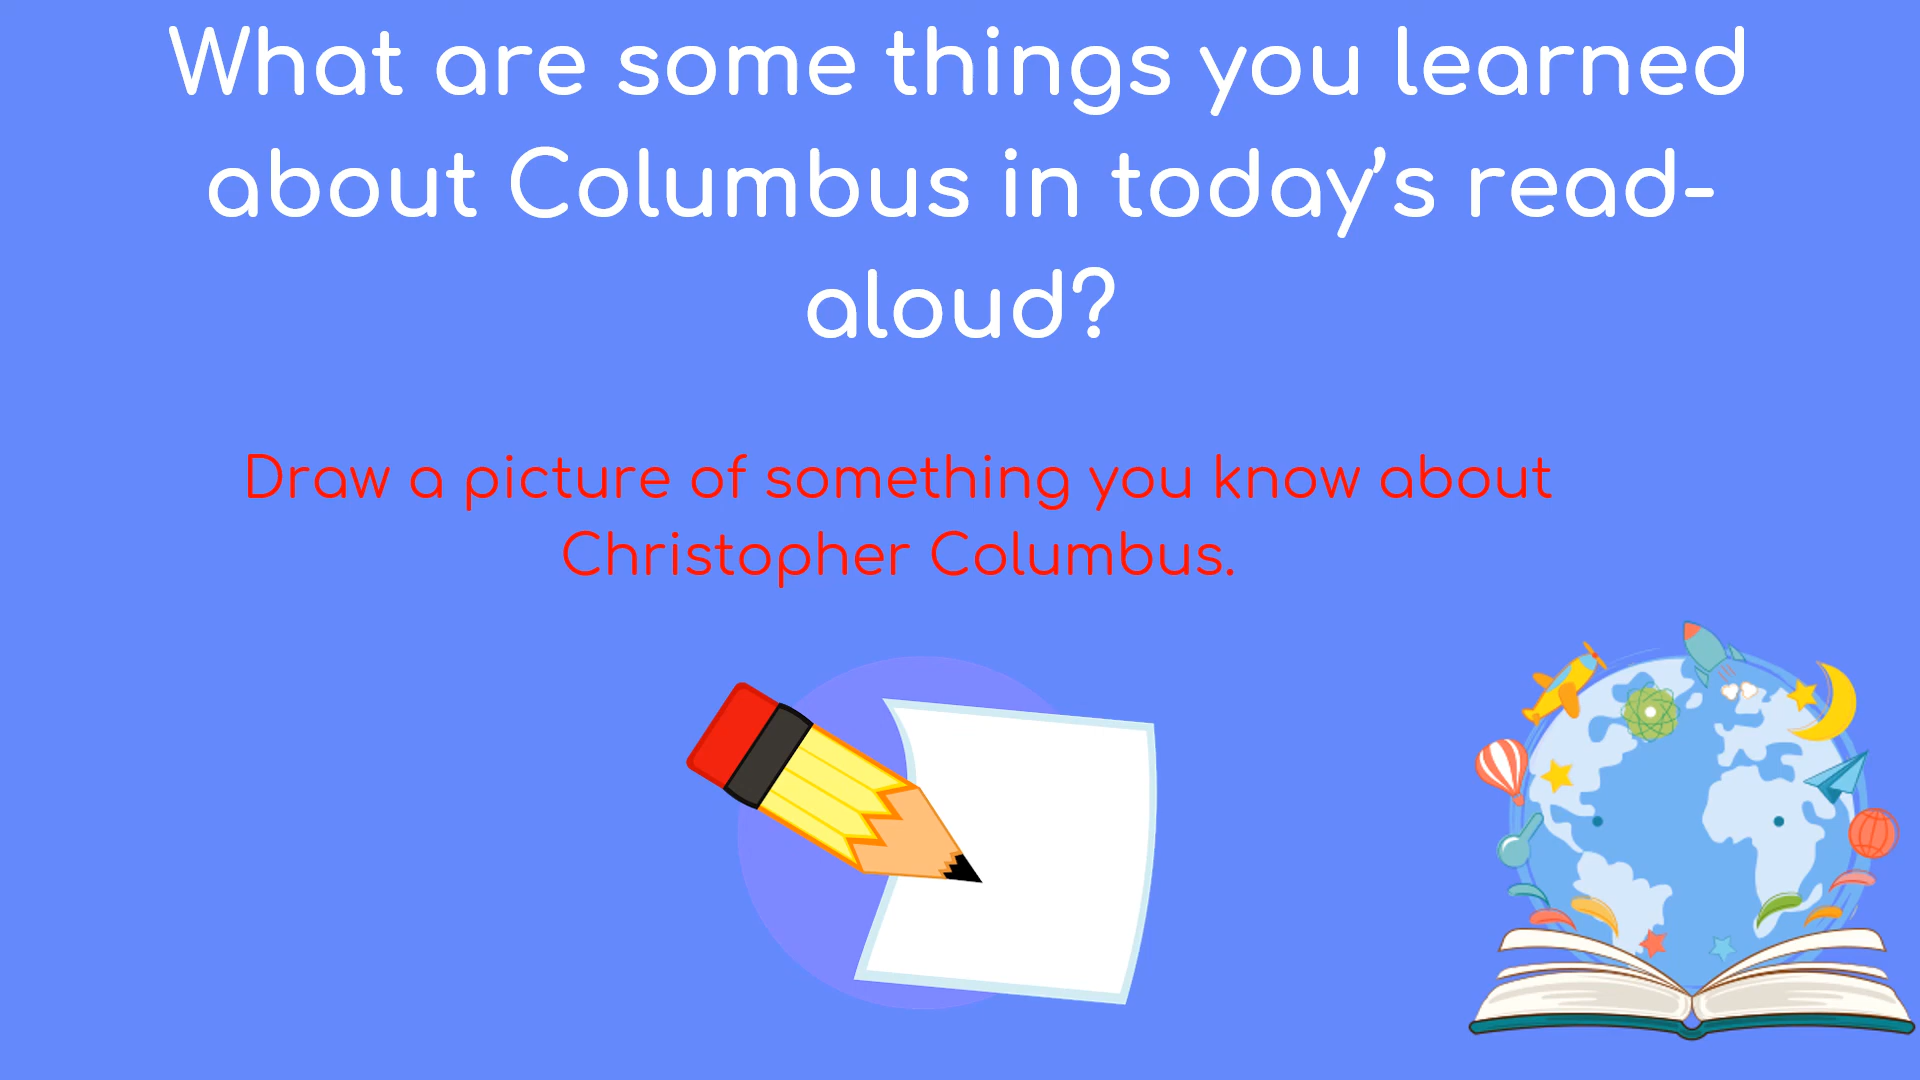 What are some things you learned
about Columbus in today’s read-
aloud?
Draw a picture of something you know about
Christopher Columbus.